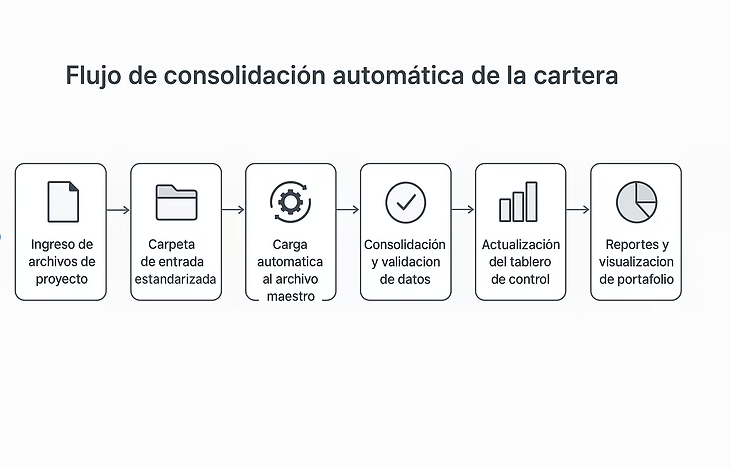 Flujo de consolidación automática de la cartera
Ingreso de
archivos de
proyecto
Carpeta
de entrada
estandarizada
Carga
automatica
al archivo
maestro
Consolidación
y validacion
de datos
Actualización
del tablero
de control
Reportes y
visualizacion
de portafolio